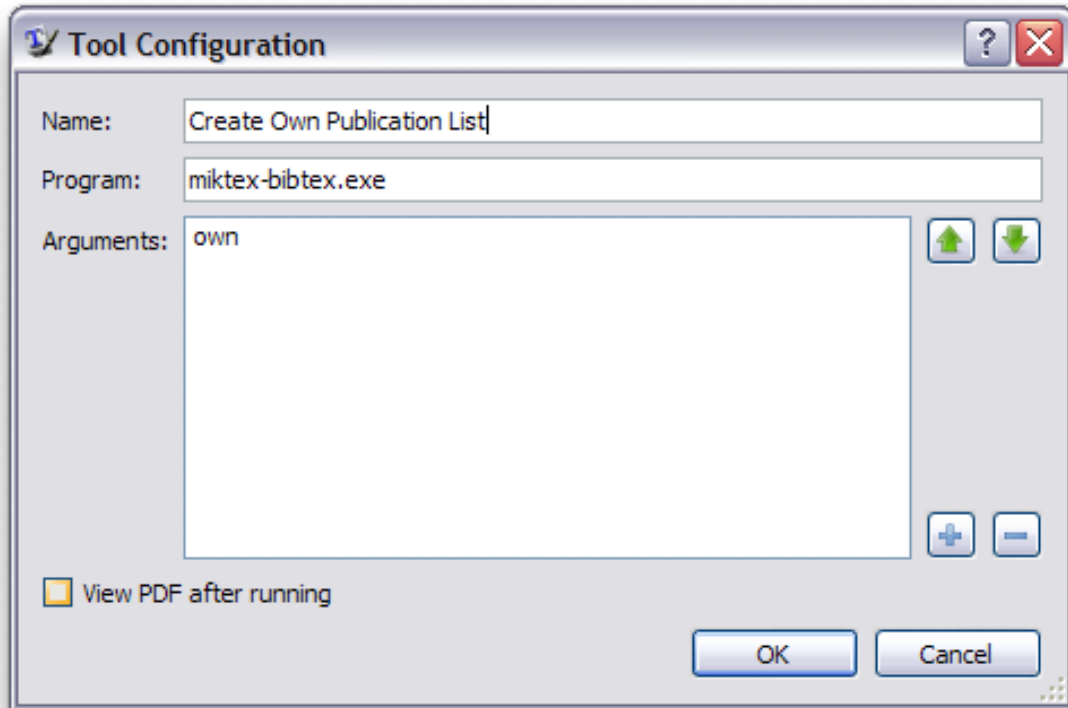 Tool Configuration
Name: Create Own Publication List
Program: miktex-bibtex.exe
Arguments: own
View PDF after running
OK Cancel